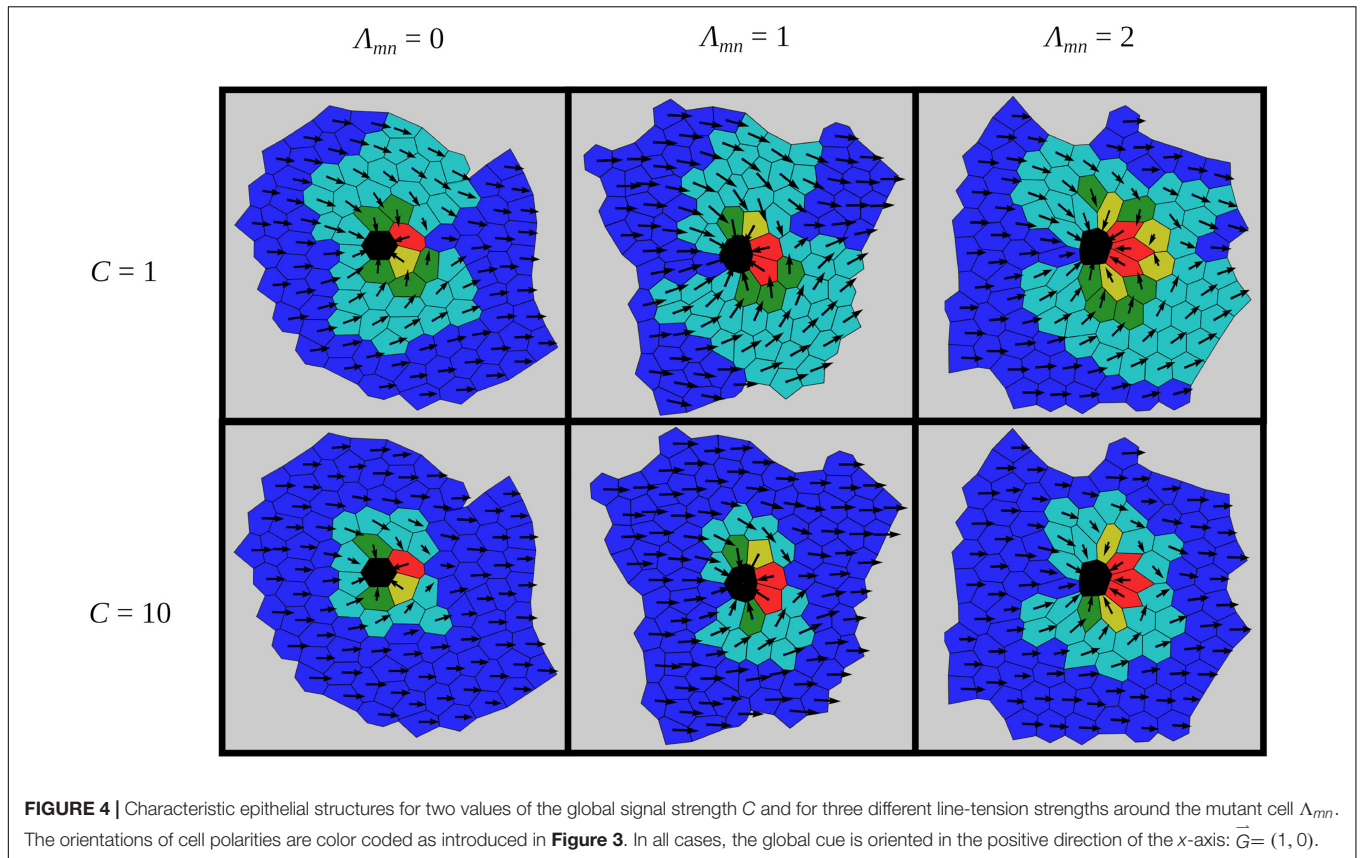 Λmn = 0 Λmn = 1 Λmn = 2
C = 1
C = 10
FIGURE 4 | Characteristic epithelial structures for two values of the global signal strength C and for three different line-tension strengths around the mutant cell Λmn.
The orientations of cell polarities are color coded as introduced in Figure 3. In all cases, the global cue is oriented in the positive direction of the x-axis: G⃗= (1, 0).